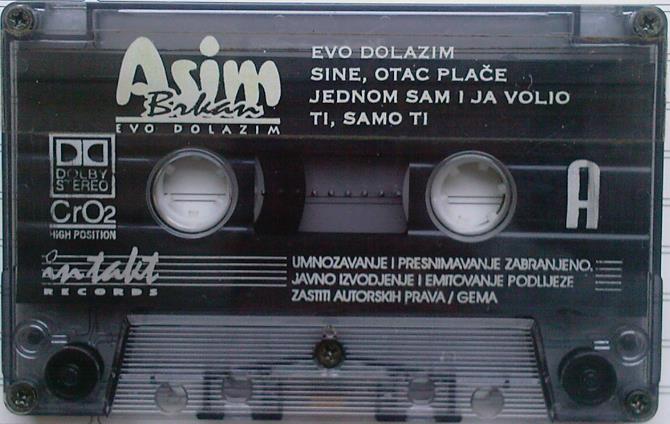 Asim
Brkan
EVO DOLAZIM
EVO DOLAZIM
SINE, OTAC PLAČE
JEDNOM SAM I JA VOLIO
TI, SAMO TI
DOLBY
STEREO
CrO2
HIGH POSITION
A
intakt
RECORDS
UMNOZAVANJE I PRESNIMAVANJE ZABRANJENO.
JAVNO IZVODJENJE I EMITOVANJE PODLIJEZE
ZASTITI AUTORSKIH PRAVA / GEMA